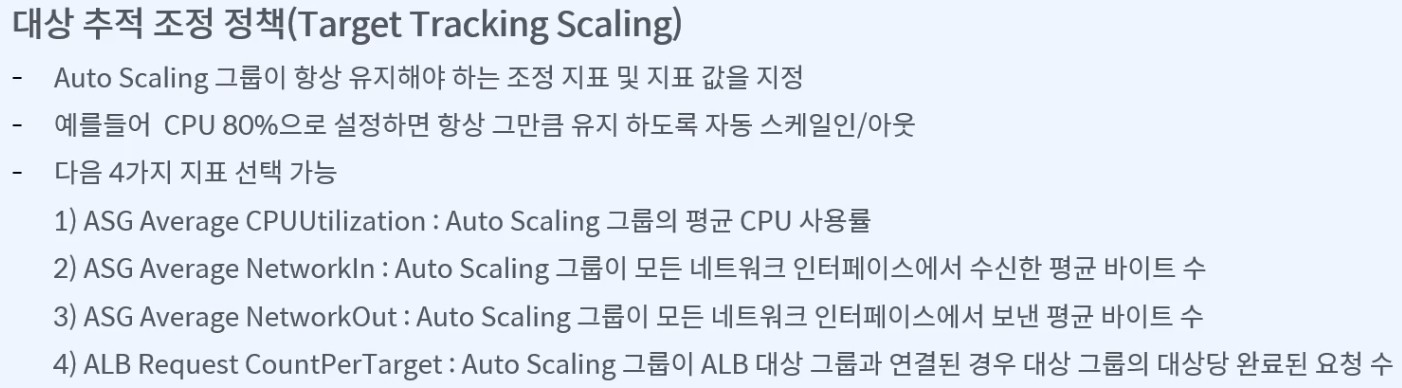 대상 추적 조정 정책(Target Tracking Scaling)
- Auto Scaling 그룹이 항상 유지해야 하는 조정 지표 및 지표 값을 지정
- 예를들어 CPU 80%으로 설정하면 항상 그만큼 유지 하도록 자동 스케일인/아웃
- 다음 4가지 지표 선택 가능
1) ASG Average CPUUtilization : Auto Scaling 그룹의 평균 CPU 사용률
2) ASG Average NetworkIn : Auto Scaling 그룹이 모든 네트워크 인터페이스에서 수신한 평균 바이트 수
3) ASG Average NetworkOut : Auto Scaling 그룹이 모든 네트워크 인터페이스에서 보낸 평균 바이트 수
4) ALB Request CountPerTarget : Auto Scaling 그룹이 ALB 대상 그룹과 연결된 경우 대상 그룹의 대상당 완료된 요청 수